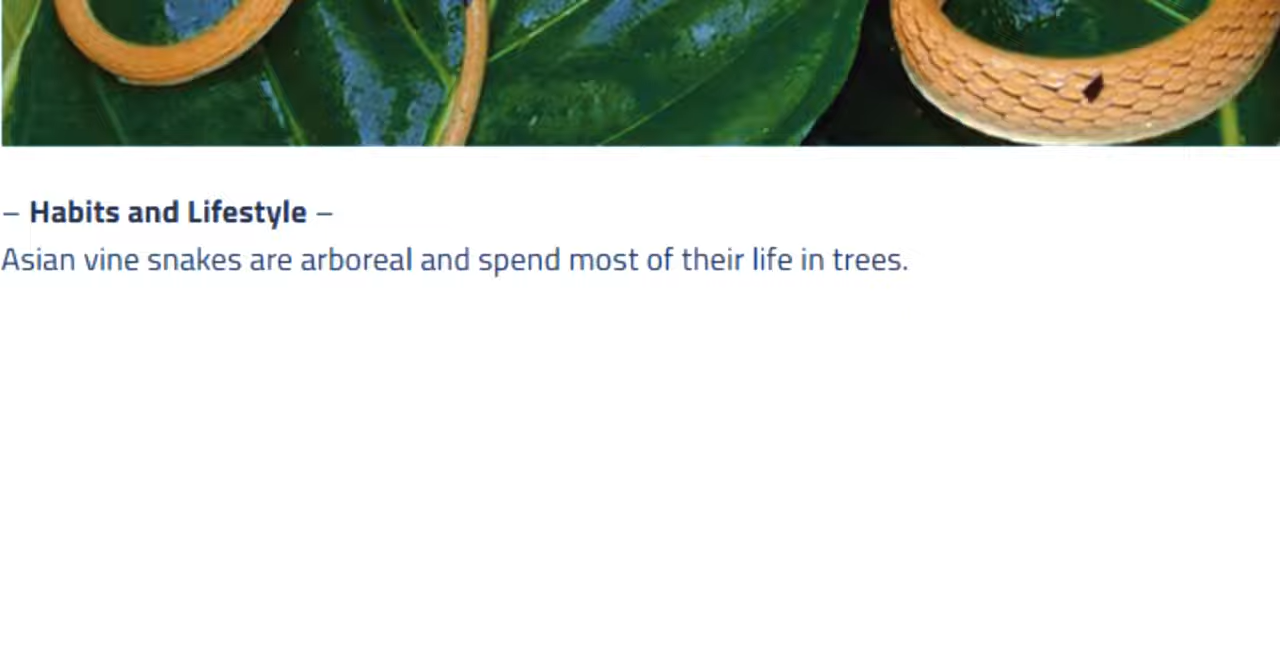 – Habits and Lifestyle –
Asian vine snakes are arboreal and spend most of their life in trees.